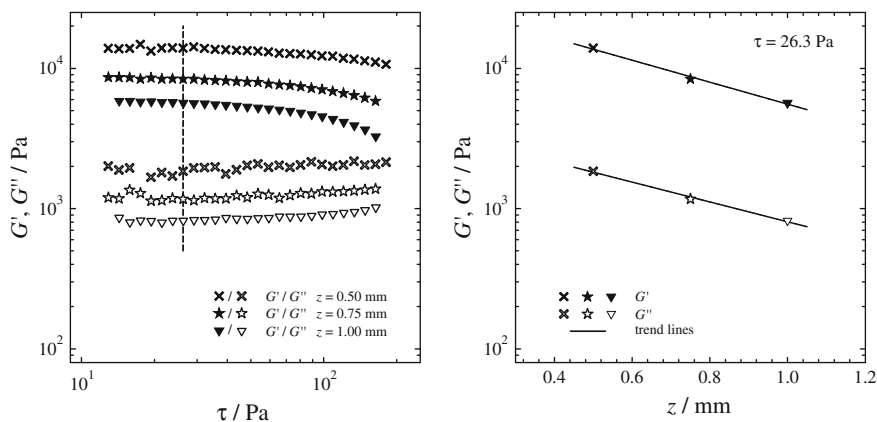 10⁴
10³
10²
G', G'' / Pa
10¹
10²
τ / Pa
G' / G'' z = 0.50 mm
G' / G'' z = 0.75 mm
G' / G'' z = 1.00 mm
τ = 26.3 Pa
10⁴
10³
10²
G', G'' / Pa
G'
G''
trend lines
0.4 0.6 0.8 1.0 1.2
z / mm